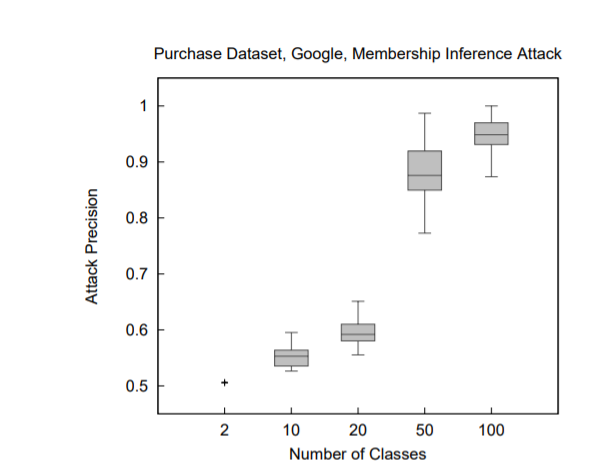 Purchase Dataset, Google, Membership Inference Attack
1
0.9
0.8
0.7
0.6
0.5
Attack Precision
2 10 20 50 100
Number of Classes